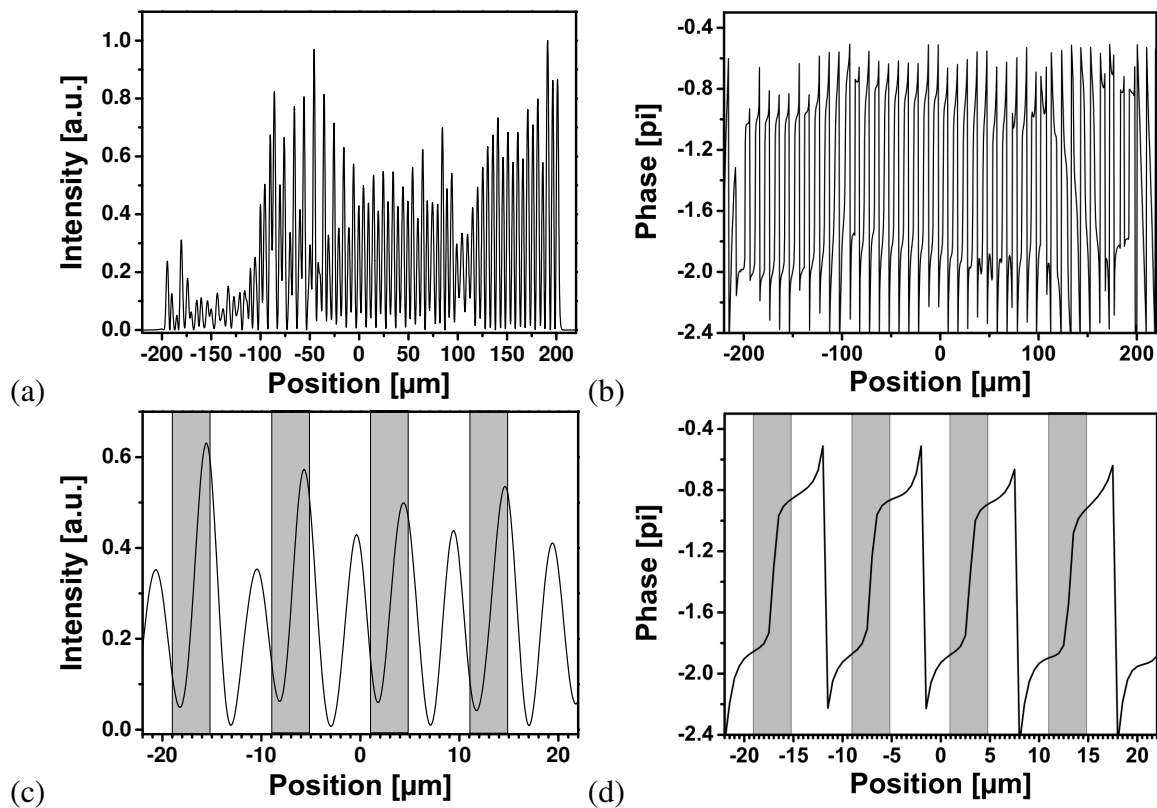 1.0
0.8
0.6
0.4
0.2
0.0
Intensity [a.u.]
-200 -150 -100 -50 0 50 100 150 200
Position [µm]
(a)
-0.4
-0.8
-1.2
-1.6
-2.0
-2.4
Phase [pi]
-200 -100 0 100 200
Position [µm]
(b)
0.6
0.4
0.2
0.0
Intensity [a.u.]
-20 -10 0 10 20
Position [µm]
(c)
-0.4
-0.8
-1.2
-1.6
-2.0
-2.4
Phase [pi]
-20 -15 -10 -5 0 5 10 15 20
Position [µm]
(d)